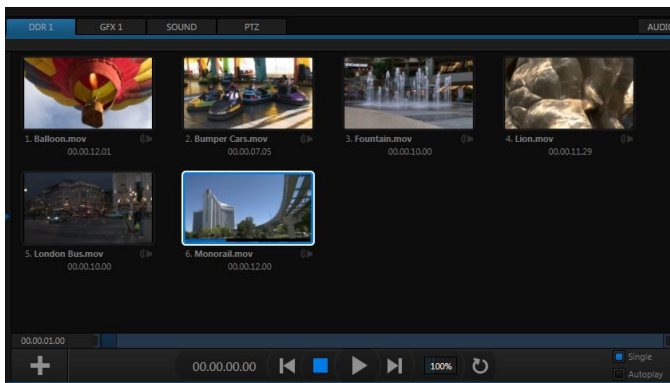 DDR 1 GFX 1 SOUND PTZ AUDIO
1. Balloon.mov 2. Bumper Cars.mov 3. Fountain.mov 4. Lion.mov
00.00.12.01 00.00.07.05 00.00.10.00 00.00.11.29
5. London Bus.mov 6. Monorail.mov
00.00.10.00 00.00.12.00
00.00.01.00
00.00.00.00 100% Single
Autoplay